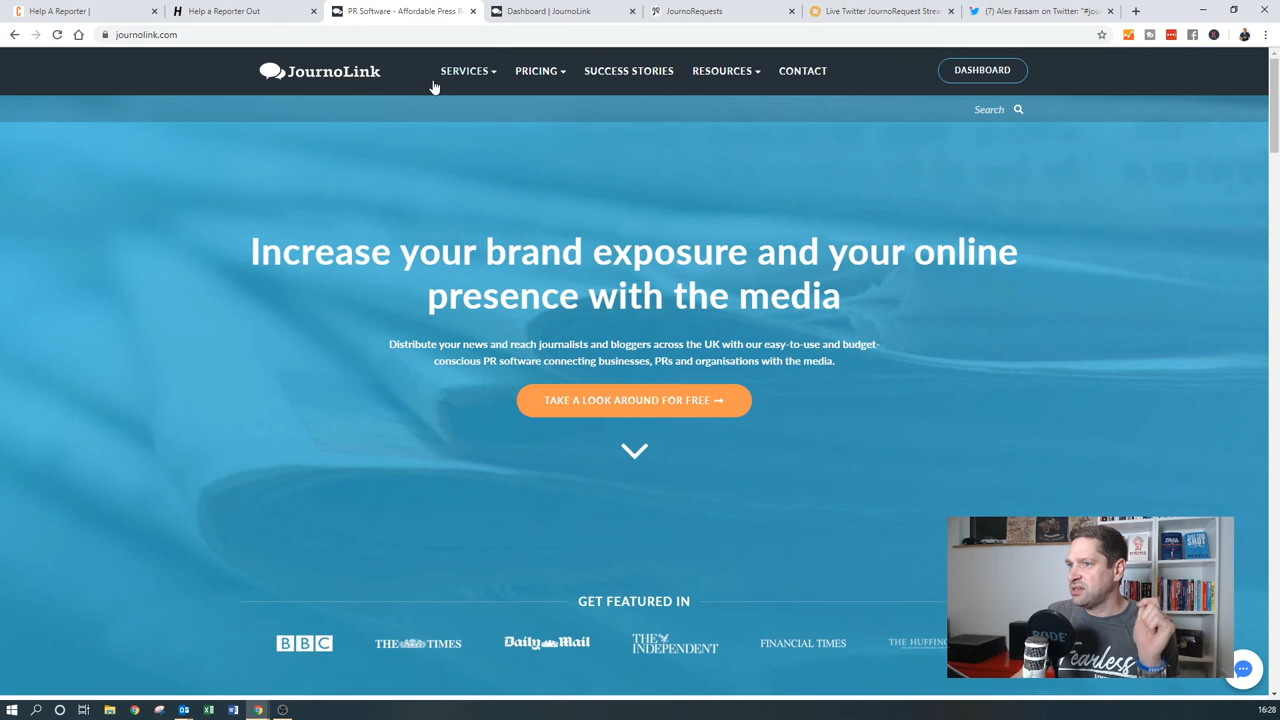 Help A Reporter |
Help a Reporter Out
PR Software - Affordable Press R
Dashboard | JournoLink
JournoRequests
Live Twitter JournoRequest Strea
(7) Alex Fassam on Twitter: "#jou
journolink.com
JournoLink
SERVICES
PRICING
SUCCESS STORIES
RESOURCES
CONTACT
DASHBOARD
Search
Increase your brand exposure and your online
presence with the media
Distribute your news and reach journalists and bloggers across the UK with our easy-to-use and budget-
conscious PR software connecting businesses, PRs and organisations with the media.
TAKE A LOOK AROUND FOR FREE →
GET FEATURED IN
BBC
THE TIMES
Daily Mail
THE
INDEPENDENT
FINANCIAL TIMES
THE HUFFING
RODE
Fearless
16:28